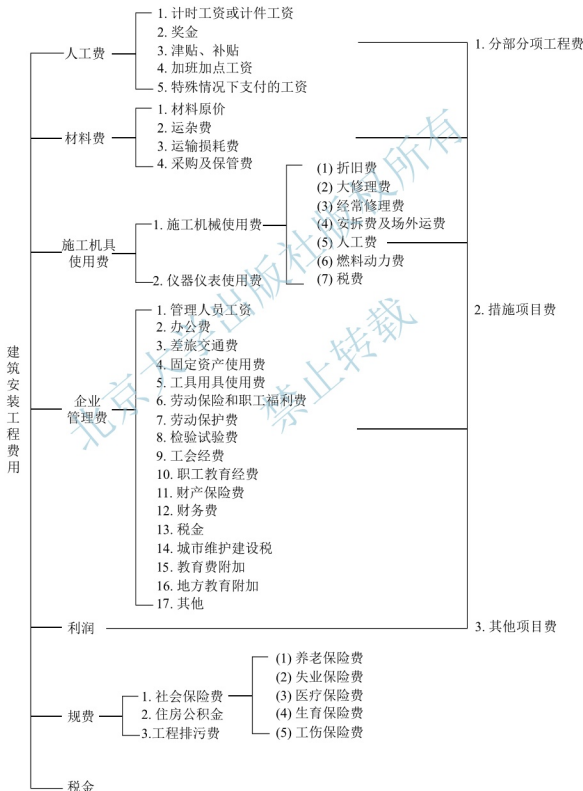 建筑安装工程费用
人工费
1. 计时工资或计件工资
2. 奖金
3. 津贴、补贴
4. 加班加点工资
5. 特殊情况下支付的工资
材料费
1. 材料原价
2. 运杂费
3. 运输损耗费
4. 采购及保管费
施工机具
使用费
1. 施工机械使用费
(1) 折旧费
(2) 大修理费
(3) 经常修理费
(4) 安拆费及场外运费
(5) 人工费
(6) 燃料动力费
(7) 税费
2. 仪器仪表使用费
企业
管理费
1. 管理人员工资
2. 办公费
3. 差旅交通费
4. 固定资产使用费
5. 工具用具使用费
6. 劳动保险和职工福利费
7. 劳动保护费
8. 检验试验费
9. 工会经费
10. 职工教育经费
11. 财产保险费
12. 财务费
13. 税金
14. 城市维护建设税
15. 教育费附加
16. 地方教育附加
17. 其他
利润
规费
1. 社会保险费
(1) 养老保险费
(2) 失业保险费
(3) 医疗保险费
(4) 生育保险费
(5) 工伤保险费
2. 住房公积金
3.工程排污费
税金
1. 分部分项工程费
2. 措施项目费
3. 其他项目费
北京大学出版社版权所有
禁止转载